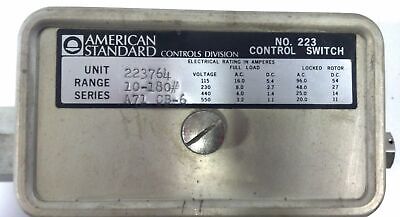 AMERICAN STANDARD CONTROLS DIVISION
NO. 223 CONTROL SWITCH
UNIT 223764
RANGE 10-180#
SERIES A71 CB-6
ELECTRICAL RATING IN AMPERES
FULL LOAD LOCKED ROTOR
VOLTAGE A.C. D.C. A.C. D.C.
115 16.0 5.4 96.0 54
230 8.0 2.7 48.0 27
440 4.0 1.4 25.0 14
550 3.2 1.1 20.0 11